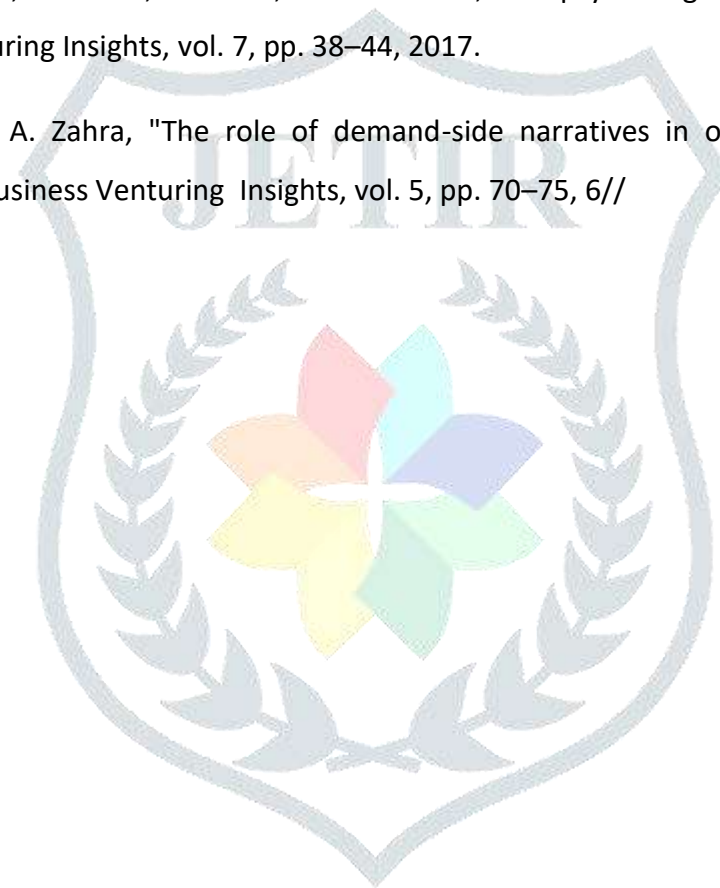 uring Insights, vol. 7, pp. 38–44, 2017.
A. Zahra, "The role of demand-side narratives in o
usiness Venturing Insights, vol. 5, pp. 70–75, 6//
JETIR